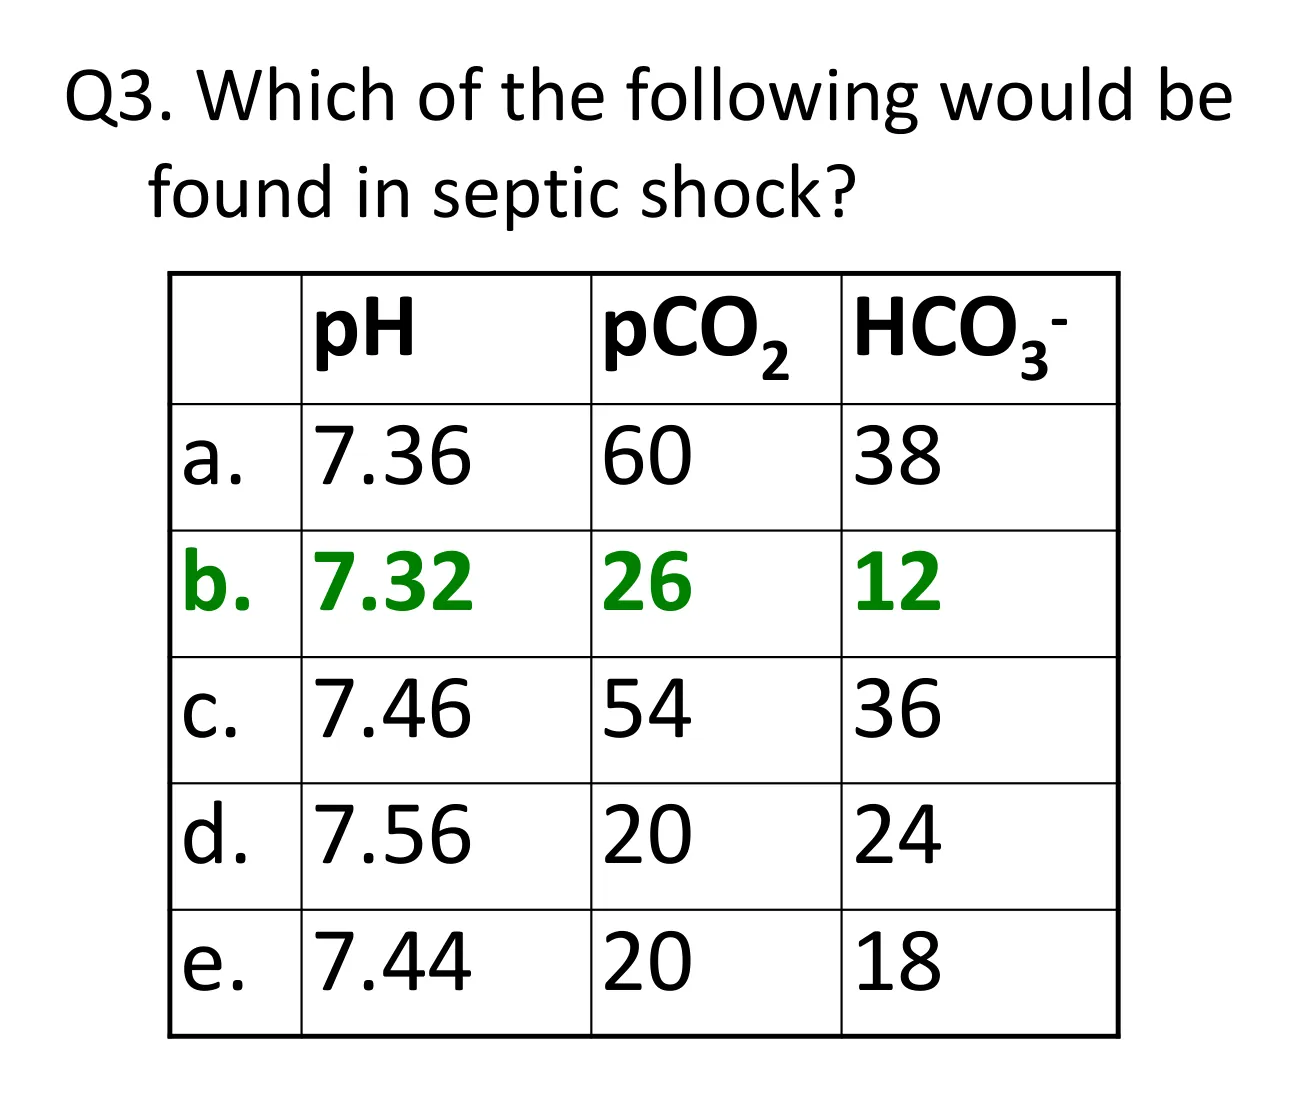 Q3. Which of the following would be
found in septic shock?
pH pCO₂ HCO₃⁻
a. 7.36 60 38
b. 7.32 26 12
c. 7.46 54 36
d. 7.56 20 24
e. 7.44 20 18